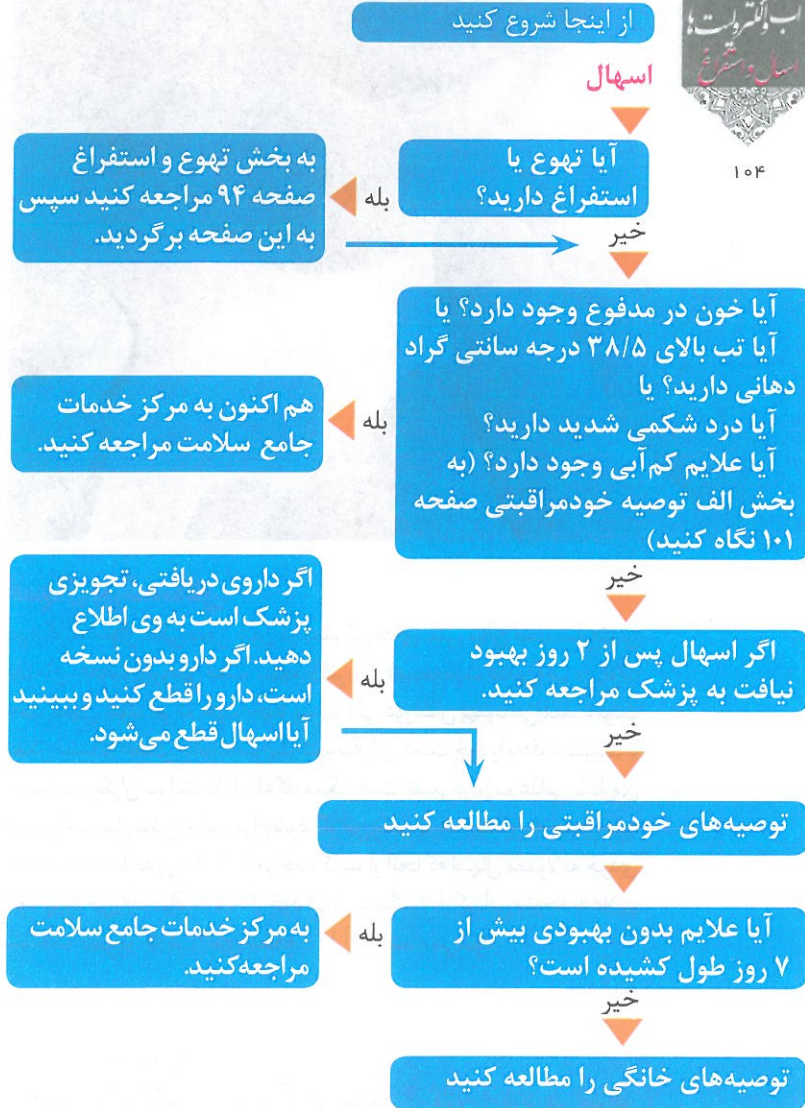 آب و الکترولیت‌ها
اسهال و استفراغ
۱۰۴
از اینجا شروع کنید
اسهال
آیا تهوع یا
استفراغ دارید؟
بله
به بخش تهوع و استفراغ
صفحه ۹۴ مراجعه کنید سپس
به این صفحه برگردید.
خیر
آیا خون در مدفوع وجود دارد؟ یا
آیا تب بالای ۳۸/۵ درجه سانتی گراد
دهانی دارید؟ یا
آیا درد شکمی شدید دارید؟
آیا علایم کم‌آبی وجود دارد؟ (به
بخش الف توصیه خودمراقبتی صفحه
۱۰۱ نگاه کنید)
بله
هم اکنون به مرکز خدمات
جامع سلامت مراجعه کنید.
خیر
اگر اسهال پس از ۲ روز بهبود
نیافت به پزشک مراجعه کنید.
بله
اگر داروی دریافتی، تجویزی
پزشک است به وی اطلاع
دهید. اگر دارو بدون نسخه
است، دارو را قطع کنید و ببینید
آیا اسهال قطع می‌شود.
خیر
توصیه‌های خودمراقبتی را مطالعه کنید
آیا علایم بدون بهبودی بیش از
۷ روز طول کشیده است؟
بله
به مرکز خدمات جامع سلامت
مراجعه کنید.
خیر
توصیه‌های خانگی را مطالعه کنید